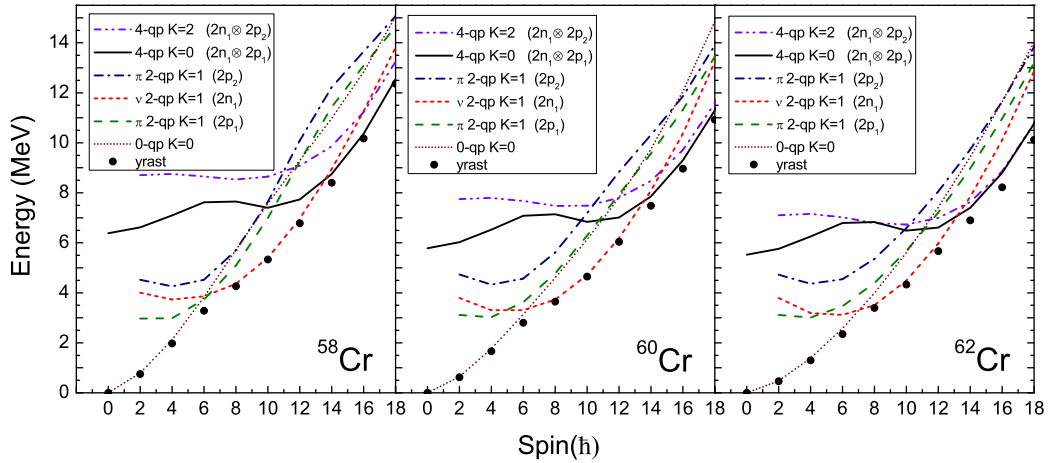 Energy (MeV)
14
12
10
8
6
4
2
0
4-qp K=2 (2n₁⊗ 2p₂)
4-qp K=0 (2n₁⊗ 2p₁)
π 2-qp K=1 (2p₂)
ν 2-qp K=1 (2n₁)
π 2-qp K=1 (2p₁)
0-qp K=0
yrast
⁵⁸Cr
0 2 4 6 8 10 12 14 16 18
4-qp K=2 (2n₁⊗ 2p₂)
4-qp K=0 (2n₁⊗ 2p₁)
π 2-qp K=1 (2p₂)
ν 2-qp K=1 (2n₁)
π 2-qp K=1 (2p₁)
0-qp K=0
yrast
⁶⁰Cr
0 2 4 6 8 10 12 14 16 18
4-qp K=2 (2n₁⊗ 2p₂)
4-qp K=0 (2n₁⊗ 2p₁)
π 2-qp K=1 (2p₂)
ν 2-qp K=1 (2n₁)
π 2-qp K=1 (2p₁)
0-qp K=0
yrast
⁶²Cr
0 2 4 6 8 10 12 14 16 18
Spin(ħ)